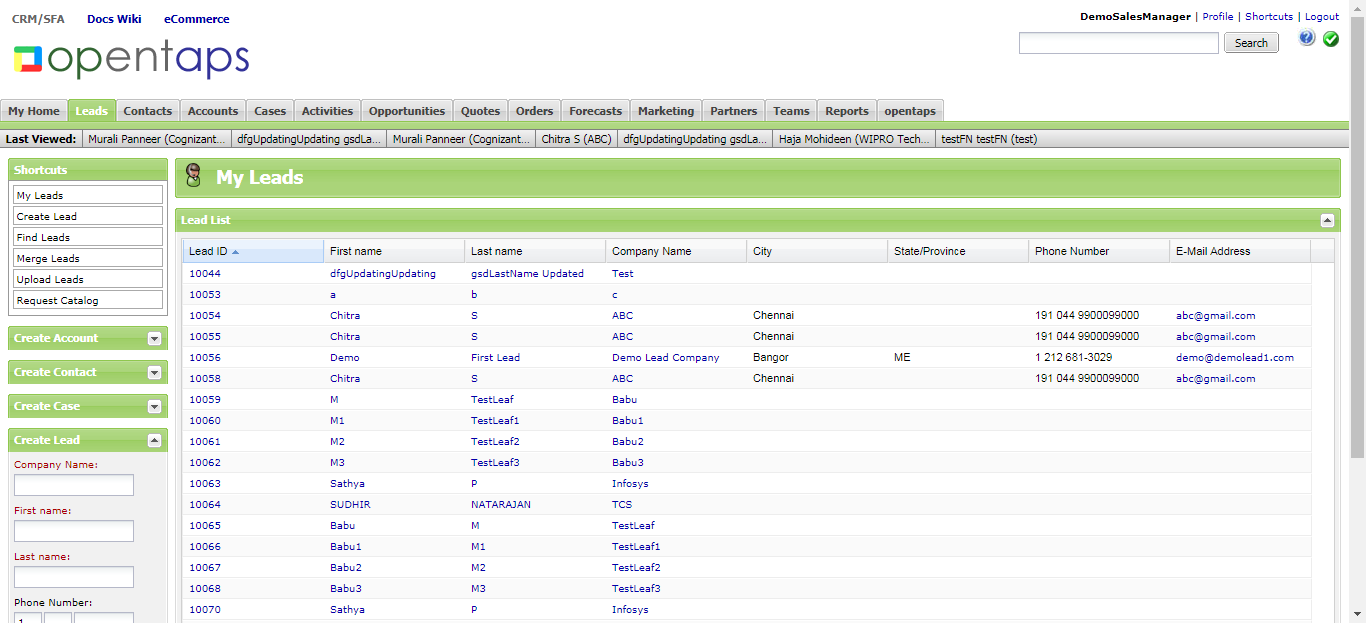 CRM/SFA Docs Wiki eCommerce
DemoSalesManager | Profile | Shortcuts | Logout
opentaps
Search
?
My Home Leads Contacts Accounts Cases Activities Opportunities Quotes Orders Forecasts Marketing Partners Teams Reports opentaps
Last Viewed: Murali Panneer (Cognizant... dfgUpdatingUpdating gsdLa... Murali Panneer (Cognizant... Chitra S (ABC) dfgUpdatingUpdating gsdLa... Haja Mohideen (WIPRO Tech... testFN testFN (test)
Shortcuts
My Leads
Create Lead
Find Leads
Merge Leads
Upload Leads
Request Catalog
Create Account
Create Contact
Create Case
Create Lead
Company Name:
First name:
Last name:
Phone Number:
1
My Leads
Lead List
Lead ID First name Last name Company Name City State/Province Phone Number E-Mail Address
10044 dfgUpdatingUpdating gsdLastName Updated Test
10053 a b c
10054 Chitra S ABC Chennai 191 044 9900099000 abc@gmail.com
10055 Chitra S ABC Chennai 191 044 9900099000 abc@gmail.com
10056 Demo First Lead Demo Lead Company Bangor ME 1 212 681-3029 demo@demolead1.com
10058 Chitra S ABC Chennai 191 044 9900099000 abc@gmail.com
10059 M TestLeaf Babu
10060 M1 TestLeaf1 Babu1
10061 M2 TestLeaf2 Babu2
10062 M3 TestLeaf3 Babu3
10063 Sathya P Infosys
10064 SUDHIR NATARAJAN TCS
10065 Babu M TestLeaf
10066 Babu1 M1 TestLeaf1
10067 Babu2 M2 TestLeaf2
10068 Babu3 M3 TestLeaf3
10070 Sathya P Infosys